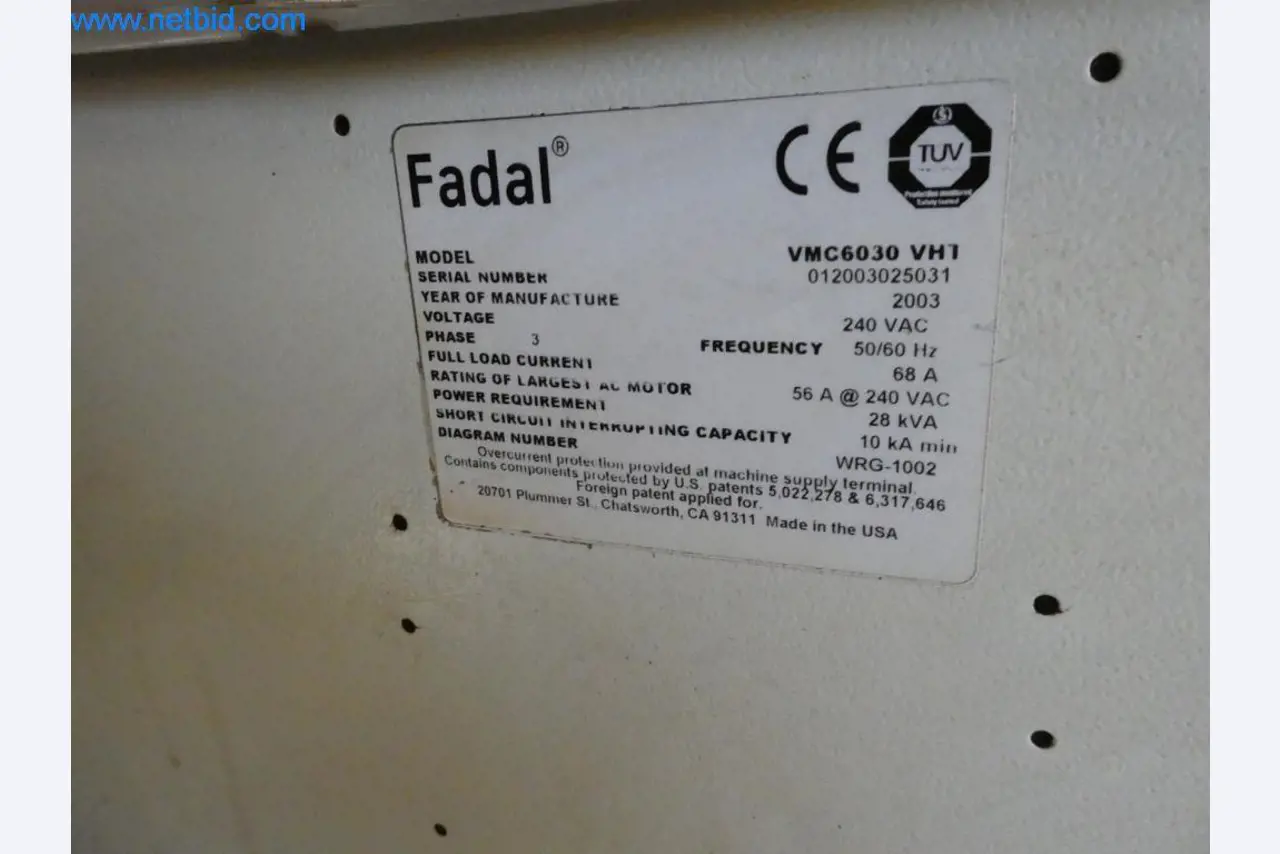 www.netbid.com
Fadal®
CE
TUV
Production monitored
Safety tested
MODEL VMC6030 VHT
SERIAL NUMBER 012003025031
YEAR OF MANUFACTURE 2003
VOLTAGE 240 VAC
PHASE 3 FREQUENCY 50/60 Hz
FULL LOAD CURRENT 68 A
RATING OF LARGEST AC MOTOR 56 A @ 240 VAC
POWER REQUIREMENT 28 kVA
SHORT CIRCUIT INTERRUPTING CAPACITY 10 kA min
DIAGRAM NUMBER WRG-1002
Overcurrent protection provided at machine supply terminal.
Contains components protected by U.S. patents 5,022,278 & 6,317,646
Foreign patent applied for.
20701 Plummer St., Chatsworth, CA 91311 Made in the USA